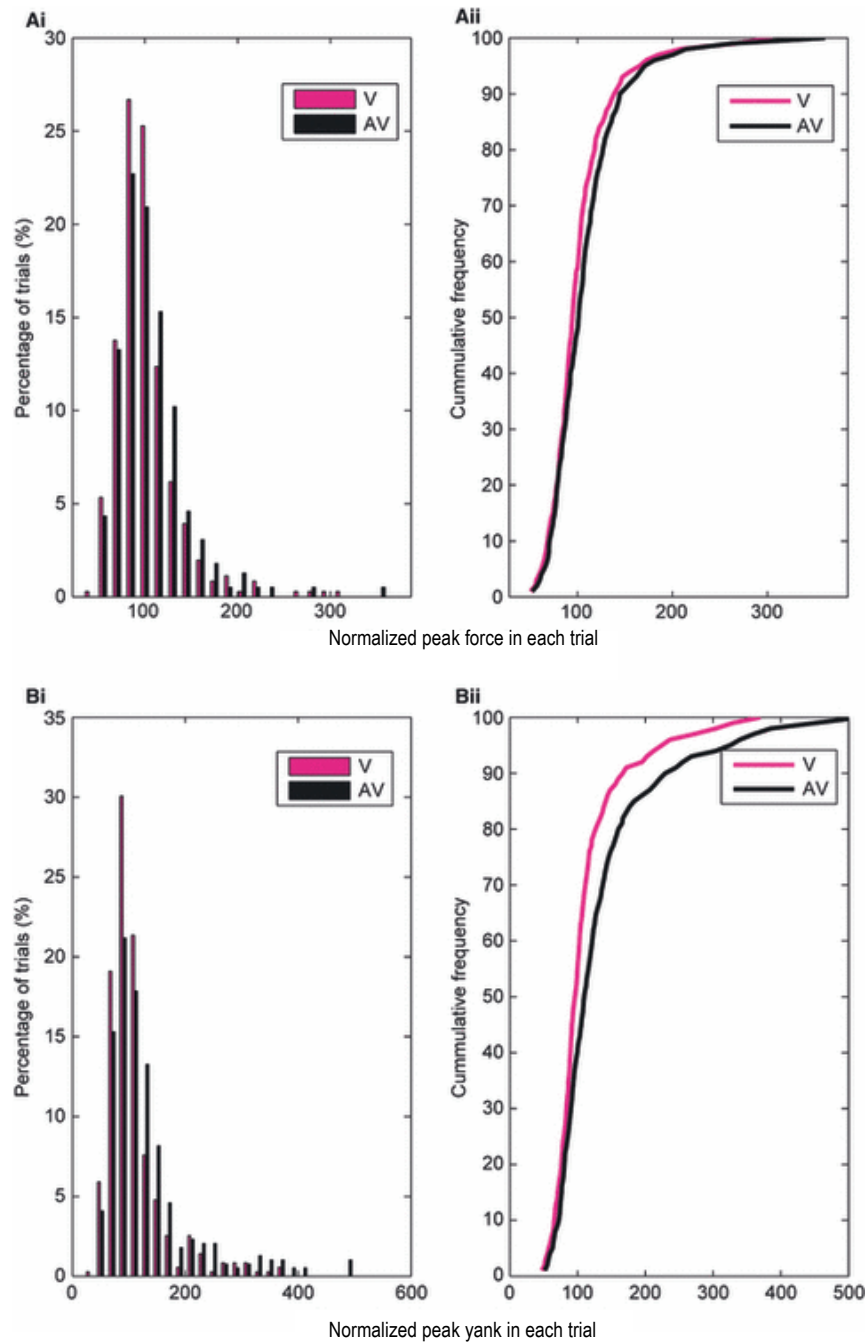 Ai
Aii
30
25
20
15
10
5
0
Percentage of trials (%)
V
AV
100
200
300
100
90
80
70
60
50
40
30
20
10
0
Cummulative frequency
V
AV
100
200
300
Normalized peak force in each trial
Bi
Bii
35
30
25
20
15
10
5
0
Percentage of trials (%)
V
AV
0
200
400
600
100
90
80
70
60
50
40
30
20
10
0
Cummulative frequency
V
AV
0
100
200
300
400
500
Normalized peak yank in each trial